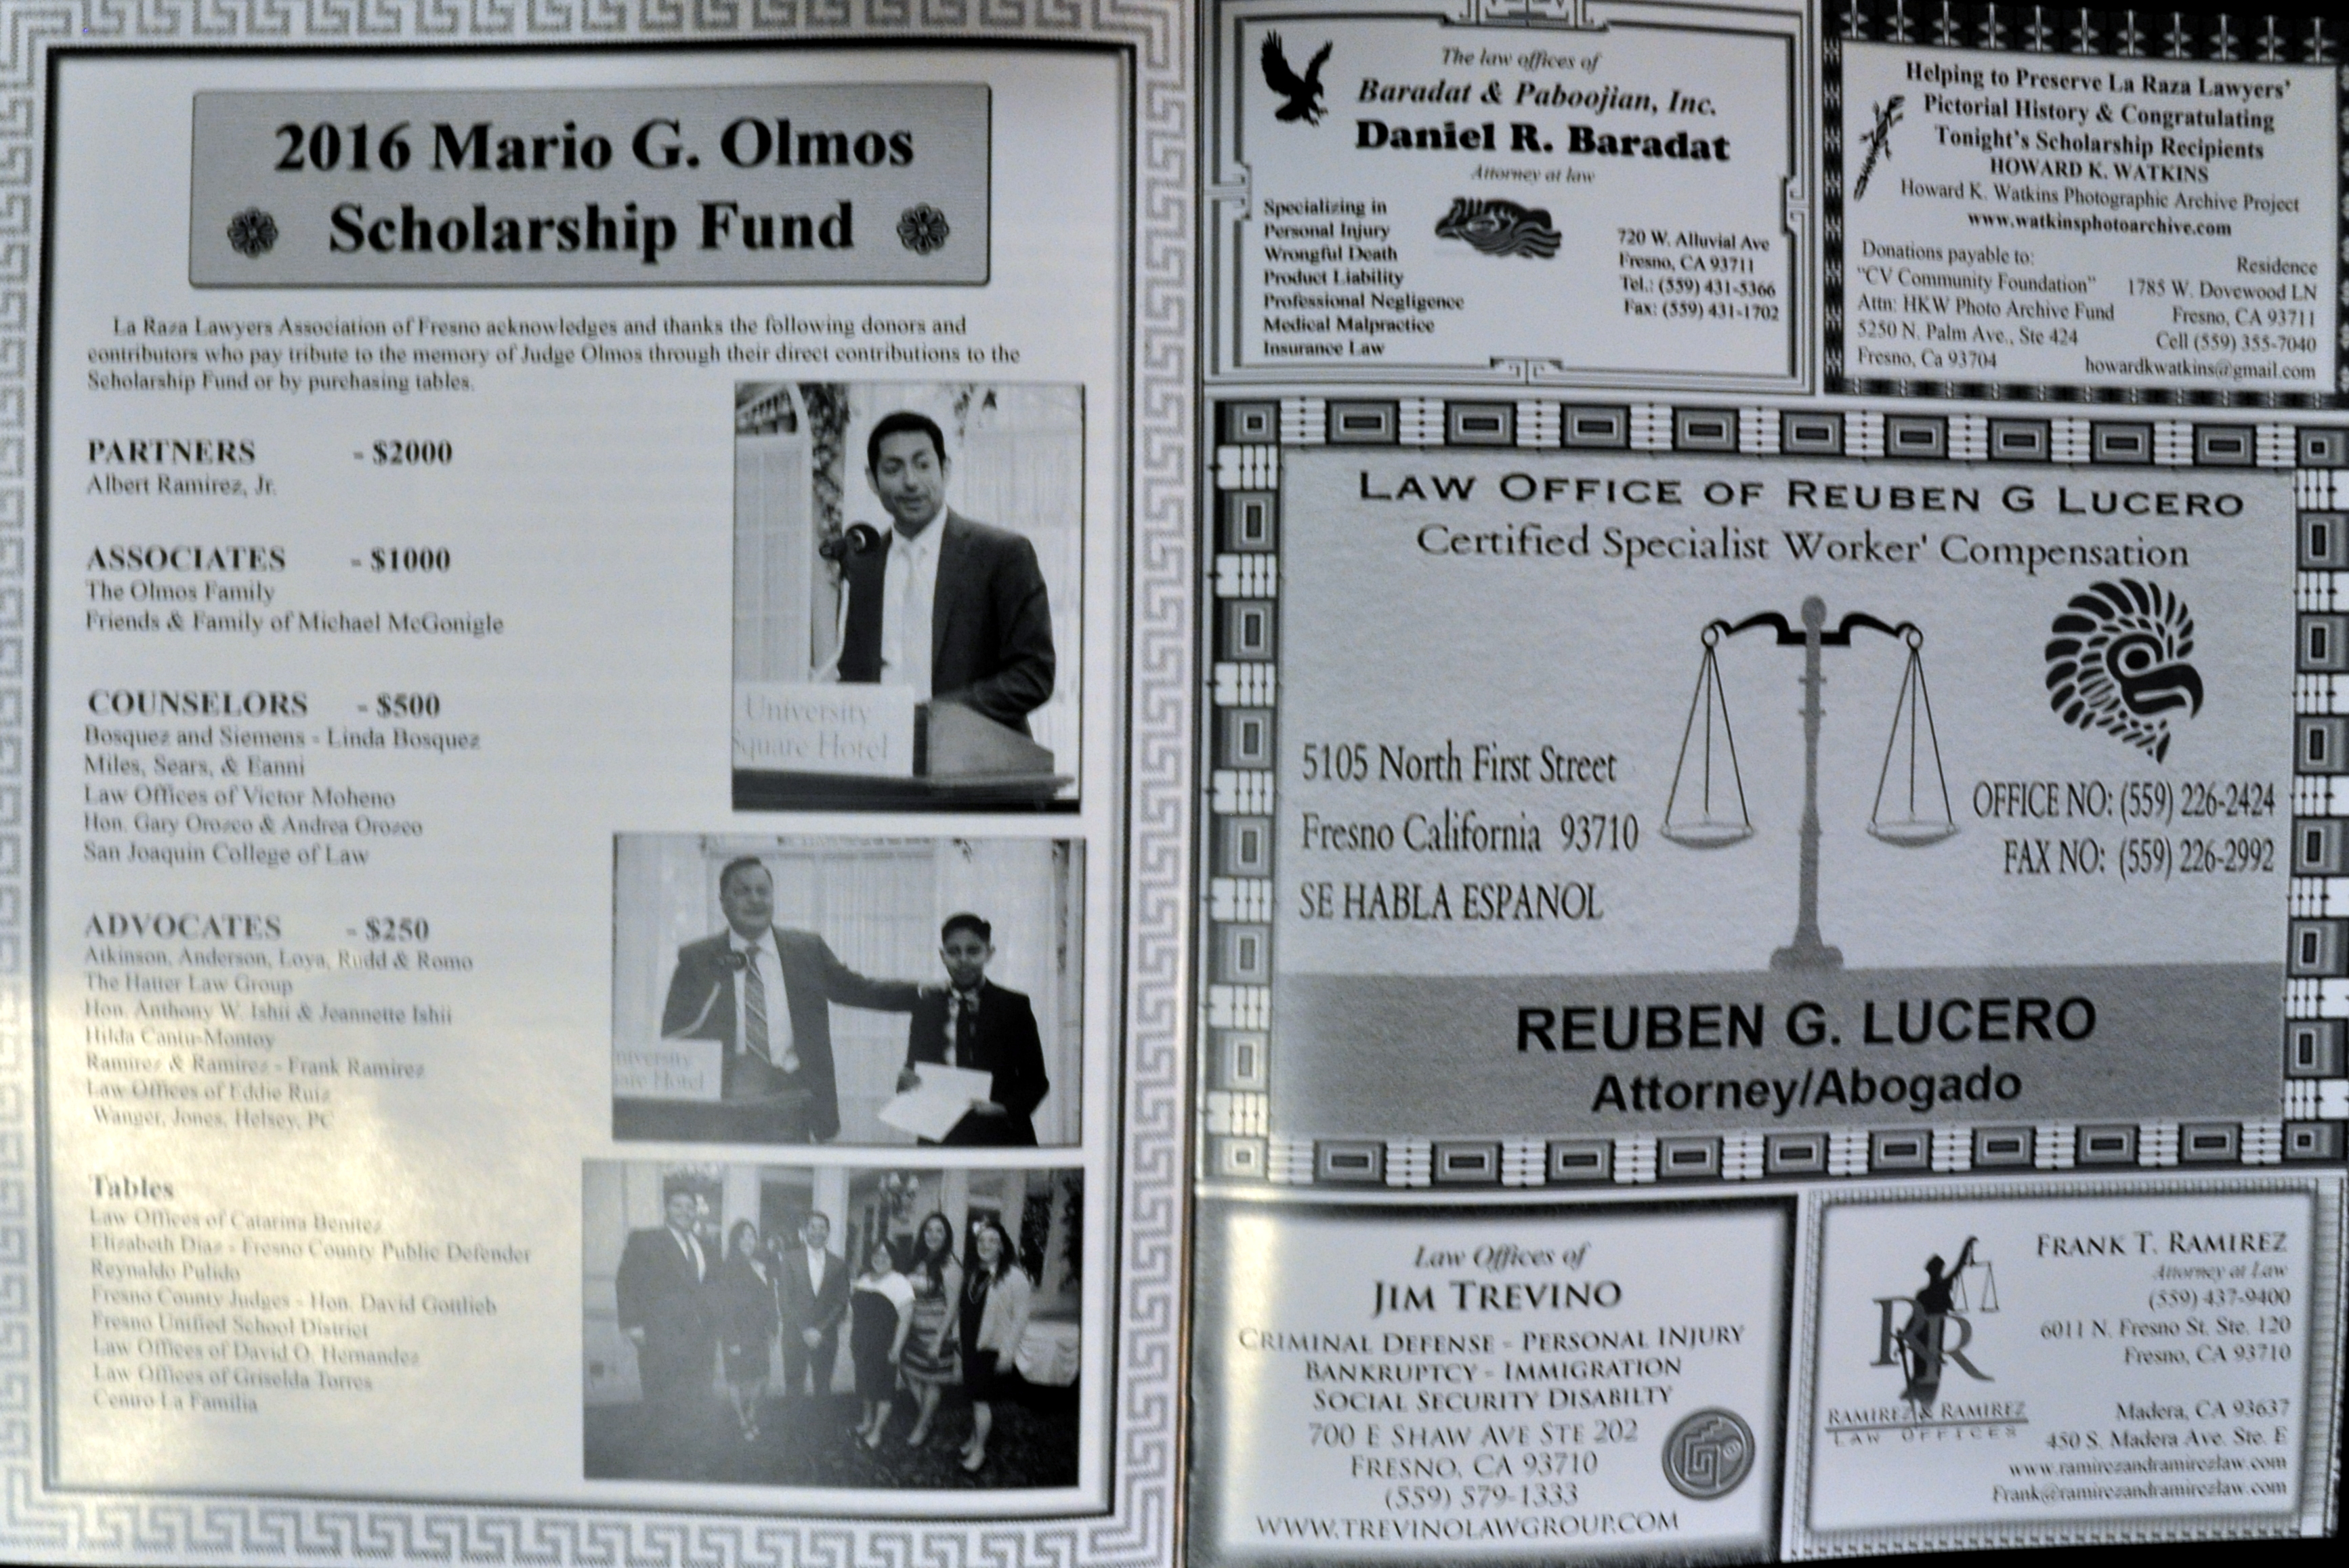 2016 Mario G. Olmos
Scholarship Fund
La Raza Lawyers Association of Fresno acknowledges and thanks the following donors and
contributors who pay tribute to the memory of Judge Olmos through their direct contributions to the
Scholarship Fund or by purchasing tables.
PARTNERS - $2000
Albert Ramirez, Jr.
ASSOCIATES - $1000
The Olmos Family
Friends & Family of Michael McGonigle
COUNSELORS - $500
Bosquez and Siemens - Linda Bosquez
Miles, Sears, & Eanni
Law Offices of Victor Moheno
Hon. Gary Orozco & Andrea Orozco
San Joaquin College of Law
ADVOCATES - $250
Atkinson, Anderson, Loya, Rudd & Romo
The Hatter Law Group
Hon. Anthony W. Ishii & Jeannette Ishii
Hilda Cantu-Montoy
Ramirez & Ramirez - Frank Ramirez
Law Offices of Eddie Ruiz
Wanger, Jones, Helsey, PC
Tables
Law Offices of Catarina Benitez
Elizabeth Diaz - Fresno County Public Defender
Reynaldo Pulido
Fresno County Judges - Hon. David Gottlieb
Fresno Unified School District
Law Offices of David O. Hernandez
Law Offices of Griselda Torres
Centro La Familia
University
Square Hotel
niversity
are Hotel
The law offices of
Baradat & Paboojian, Inc.
Daniel R. Baradat
Attorney at law
Specializing in
Personal Injury
Wrongful Death
Product Liability
Professional Negligence
Medical Malpractice
Insurance Law
720 W. Alluvial Ave
Fresno, CA 93711
Tel.: (559) 431-5366
Fax: (559) 431-1702
Helping to Preserve La Raza Lawyers'
Pictorial History & Congratulating
Tonight's Scholarship Recipients
HOWARD K. WATKINS
Howard K. Watkins Photographic Archive Project
www.watkinsphotoarchive.com
Donations payable to:
"CV Community Foundation"
Attn: HKW Photo Archive Fund
5250 N. Palm Ave., Ste 424
Fresno, Ca 93704
Residence
1785 W. Dovewood LN
Fresno, CA 93711
Cell (559) 355-7040
howardkwatkins@gmail.com
LAW OFFICE OF REUBEN G LUCERO
Certified Specialist Worker' Compensation
5105 North First Street
Fresno California 93710
SE HABLA ESPANOL
OFFICE NO: (559) 226-2424
FAX NO: (559) 226-2992
REUBEN G. LUCERO
Attorney/Abogado
Law Offices of
JIM TREVINO
CRIMINAL DEFENSE - PERSONAL INJURY
BANKRUPTCY - IMMIGRATION
SOCIAL SECURITY DISABILTY
700 E SHAW AVE STE 202
FRESNO, CA 93710
(559) 579-1333
WWW.TREVINOLAWGROUP.COM
RR
RAMIREZ & RAMIREZ
LAW OFFICES
FRANK T. RAMIREZ
Attorney at Law
(559) 437-9400
6011 N. Fresno St. Ste. 120
Fresno, CA 93710
Madera, CA 93637
450 S. Madera Ave. Ste. E
www.ramirezandramirezlaw.com
Frank@ramirezandramirezlaw.com